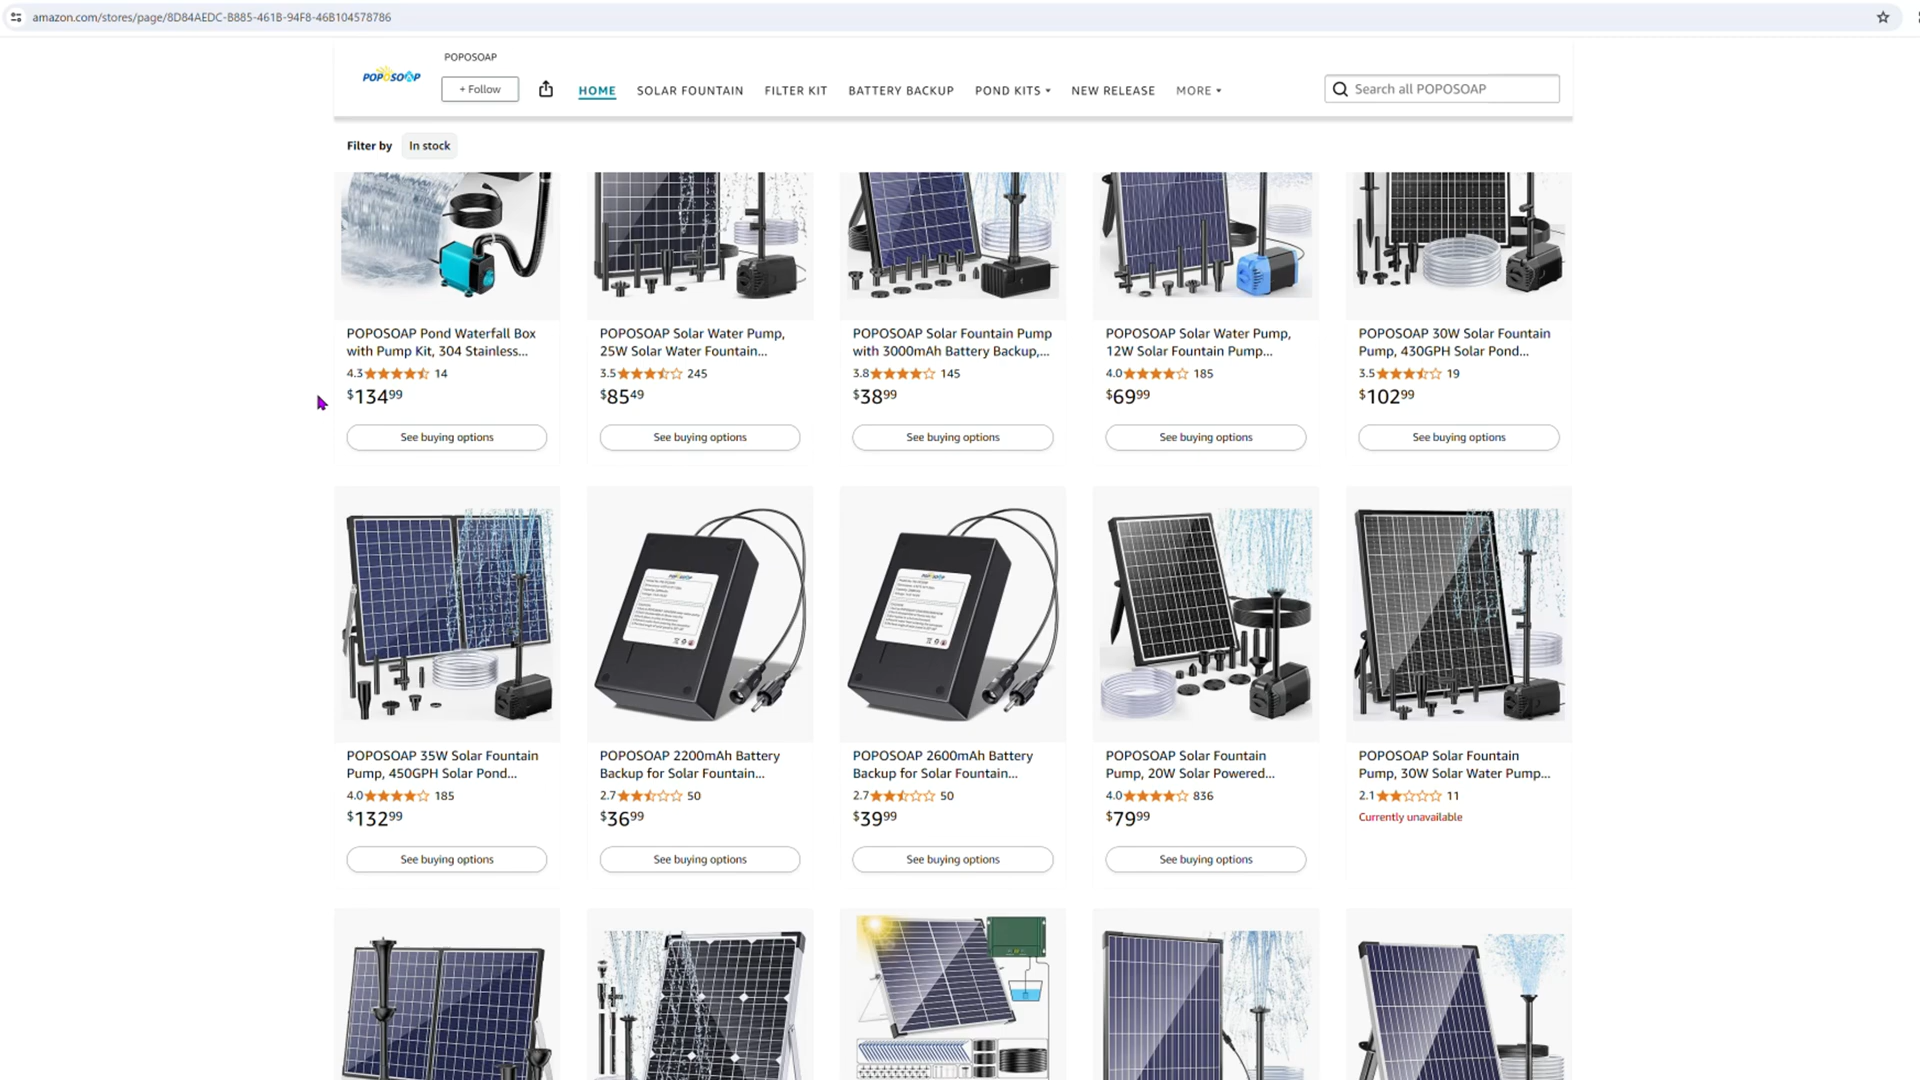 amazon.com/stores/page/8D84AEDC-B885-461B-94F8-46B104578786
POPOSOAP
POPOSOAP
+ Follow
HOME SOLAR FOUNTAIN FILTER KIT BATTERY BACKUP POND KITS NEW RELEASE MORE
Search all POPOSOAP
Filter by In stock
POPOSOAP Pond Waterfall Box
with Pump Kit, 304 Stainless...
4.3 14
$134.99
See buying options
POPOSOAP Solar Water Pump,
25W Solar Water Fountain...
3.5 245
$85.49
See buying options
POPOSOAP Solar Fountain Pump
with 3000mAh Battery Backup,...
3.8 145
$38.99
See buying options
POPOSOAP Solar Water Pump,
12W Solar Fountain Pump...
4.0 185
$69.99
See buying options
POPOSOAP 30W Solar Fountain
Pump, 430GPH Solar Pond...
3.5 19
$102.99
See buying options
POPOSOAP 35W Solar Fountain
Pump, 450GPH Solar Pond...
4.0 185
$132.99
See buying options
POPOSOAP
POPOSOAP 2200mAh Battery
Backup for Solar Fountain...
2.7 50
$36.99
See buying options
POPOSOAP
POPOSOAP 2600mAh Battery
Backup for Solar Fountain...
2.7 50
$39.99
See buying options
POPOSOAP Solar Fountain
Pump, 20W Solar Powered...
4.0 836
$79.99
See buying options
POPOSOAP Solar Fountain
Pump, 30W Solar Water Pump...
2.1 11
Currently unavailable